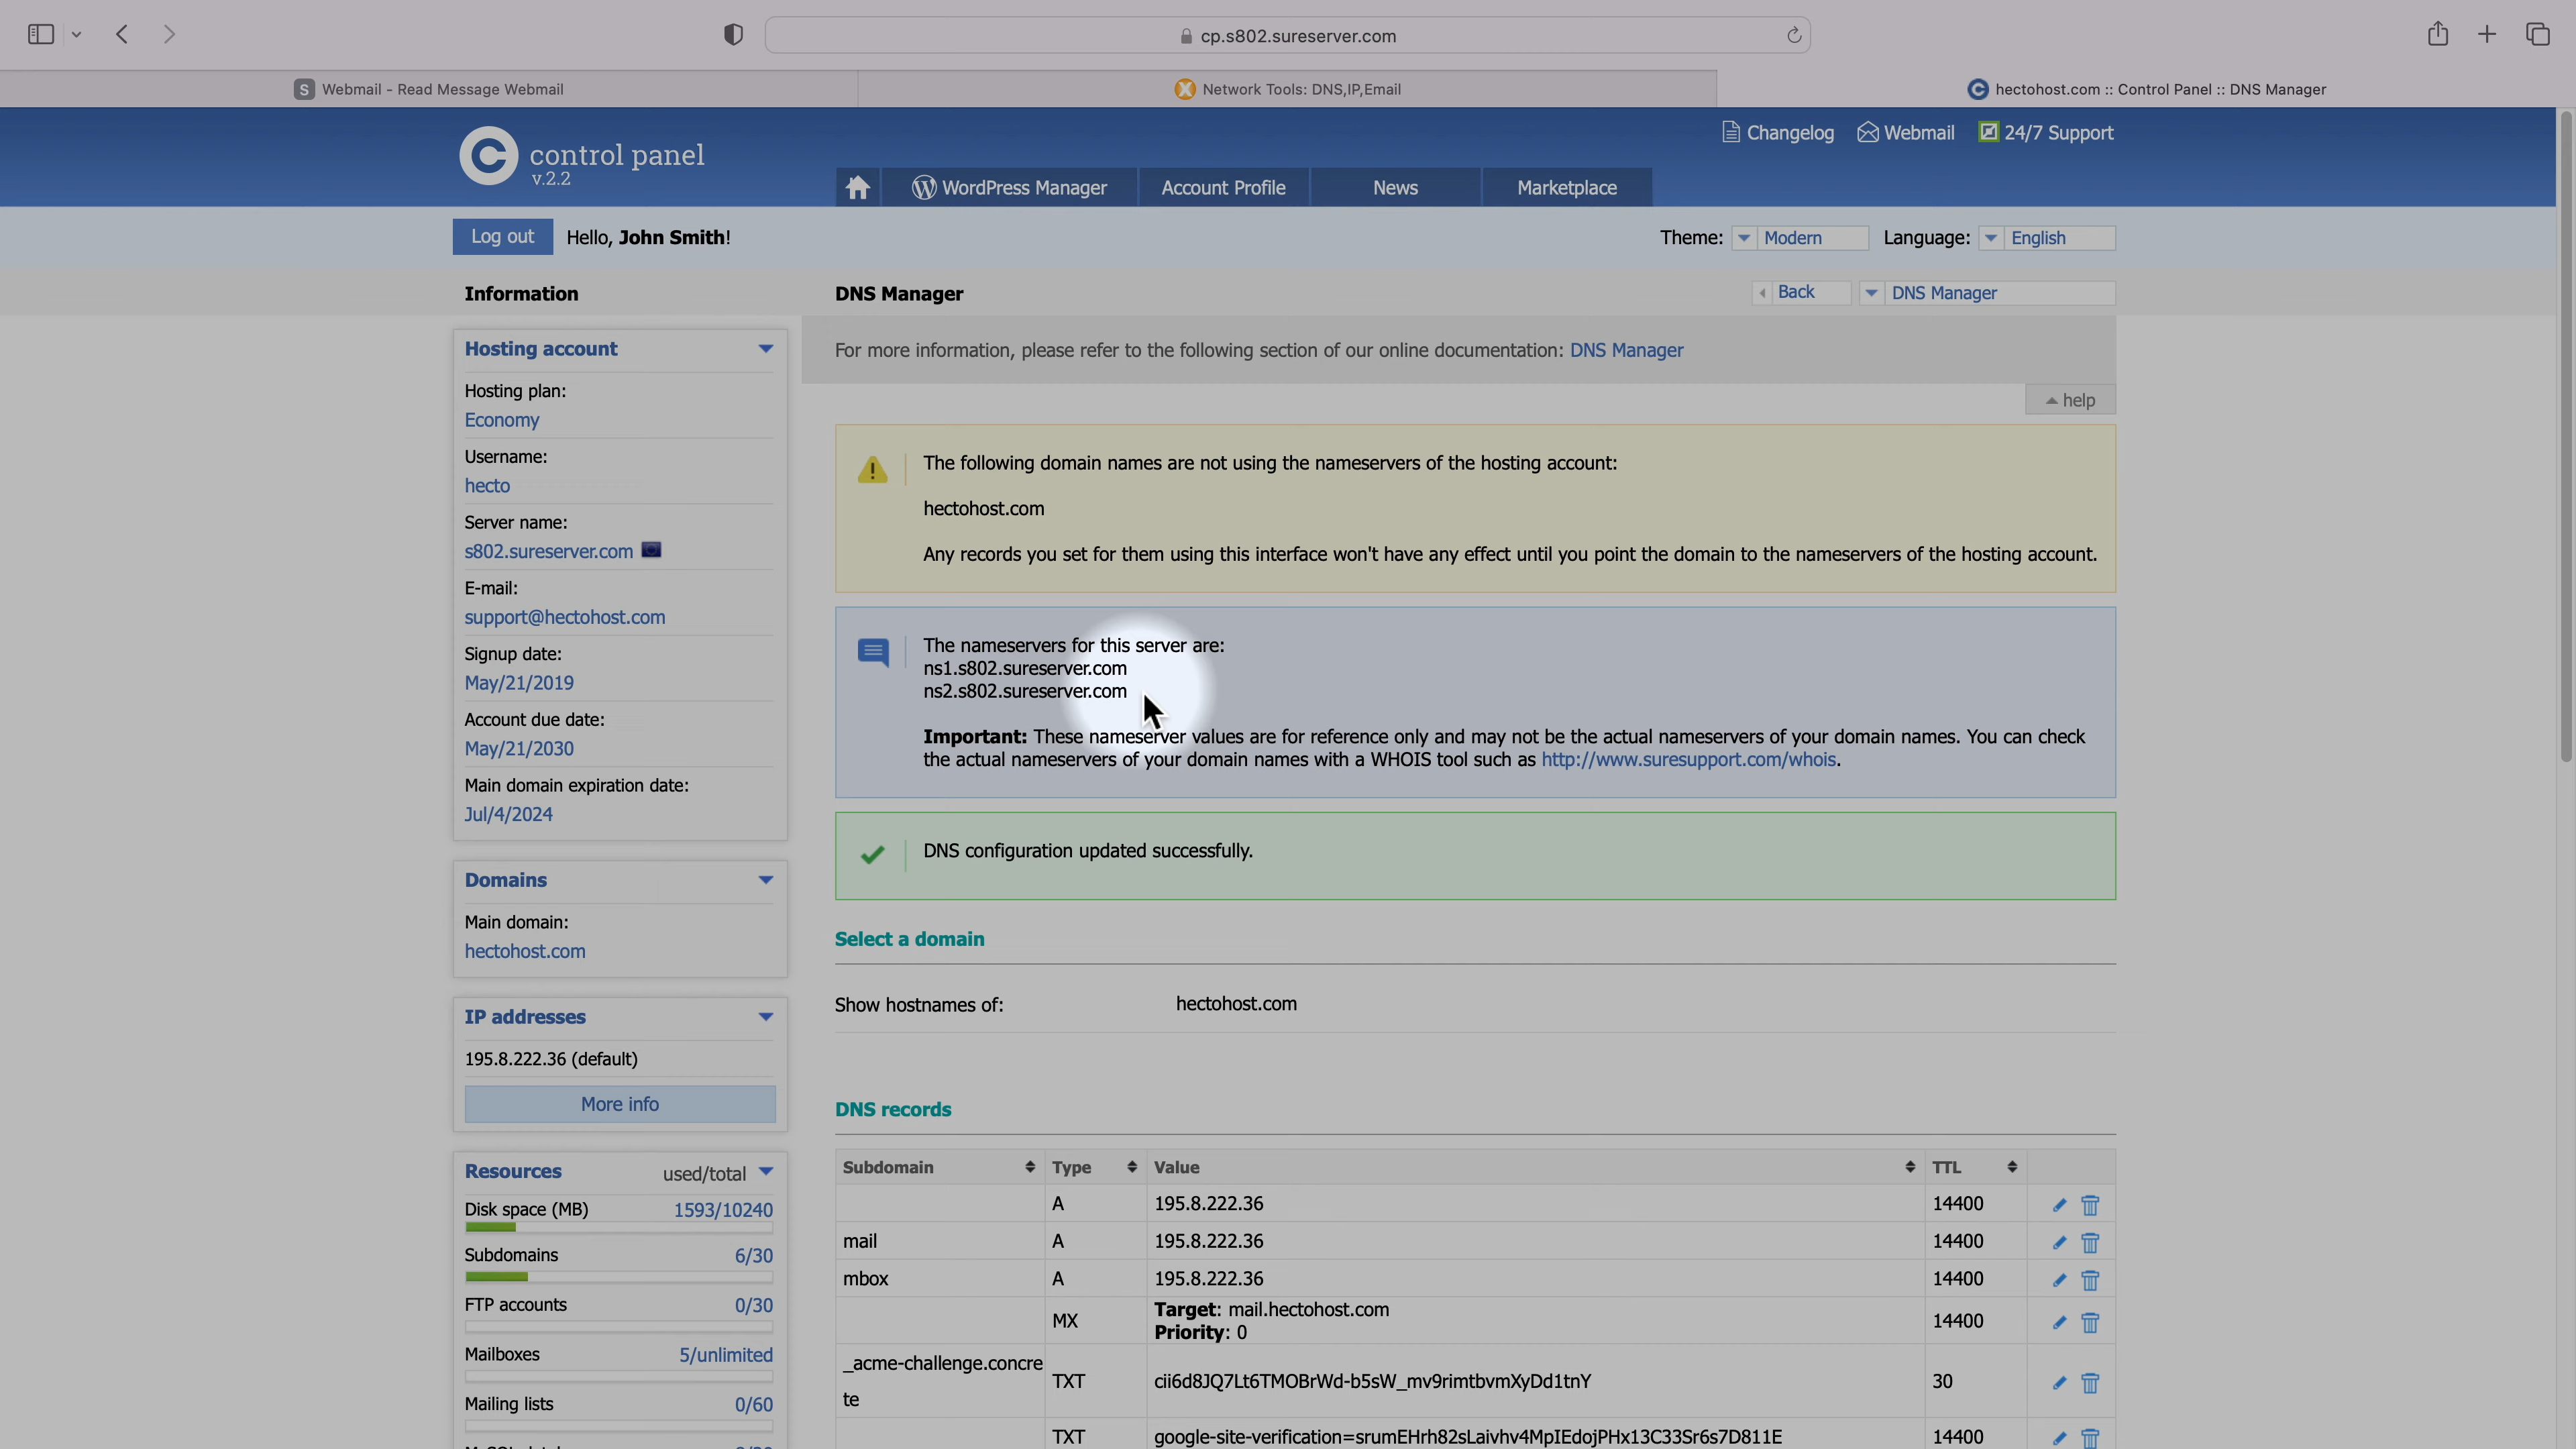 cp.s802.sureserver.com
S Webmail - Read Message Webmail
Network Tools: DNS,IP,Email
hectohost.com :: Control Panel :: DNS Manager
control panel
v.2.2
Changelog Webmail 24/7 Support
WordPress Manager Account Profile News Marketplace
Log out Hello, John Smith!
Theme: Modern Language: English
Information
Hosting account
Hosting plan:
Economy
Username:
hecto
Server name:
s802.sureserver.com
E-mail:
support@hectohost.com
Signup date:
May/21/2019
Account due date:
May/21/2030
Main domain expiration date:
Jul/4/2024
Domains
Main domain:
hectohost.com
IP addresses
195.8.222.36 (default)
More info
Resources used/total
Disk space (MB) 1593/10240
Subdomains 6/30
FTP accounts 0/30
Mailboxes 5/unlimited
Mailing lists 0/60
DNS Manager
Back DNS Manager
For more information, please refer to the following section of our online documentation: DNS Manager
help
The following domain names are not using the nameservers of the hosting account:
hectohost.com
Any records you set for them using this interface won't have any effect until you point the domain to the nameservers of the hosting account.
The nameservers for this server are:
ns1.s802.sureserver.com
ns2.s802.sureserver.com
Important: These nameserver values are for reference only and may not be the actual nameservers of your domain names. You can check
the actual nameservers of your domain names with a WHOIS tool such as http://www.suresupport.com/whois.
DNS configuration updated successfully.
Select a domain
Show hostnames of: hectohost.com
DNS records
Subdomain Type Value TTL
A 195.8.222.36 14400
mail A 195.8.222.36 14400
mbox A 195.8.222.36 14400
MX Target: mail.hectohost.com
Priority: 0 14400
_acme-challenge.concre
te TXT cii6d8JQ7Lt6TMOBrWd-b5sW_mv9rimtbvmXyDd1tnY 30
TXT google-site-verification=srumEHrh82sLaivhv4MpIEdojPHx13C33Sr6s7D811E 14400